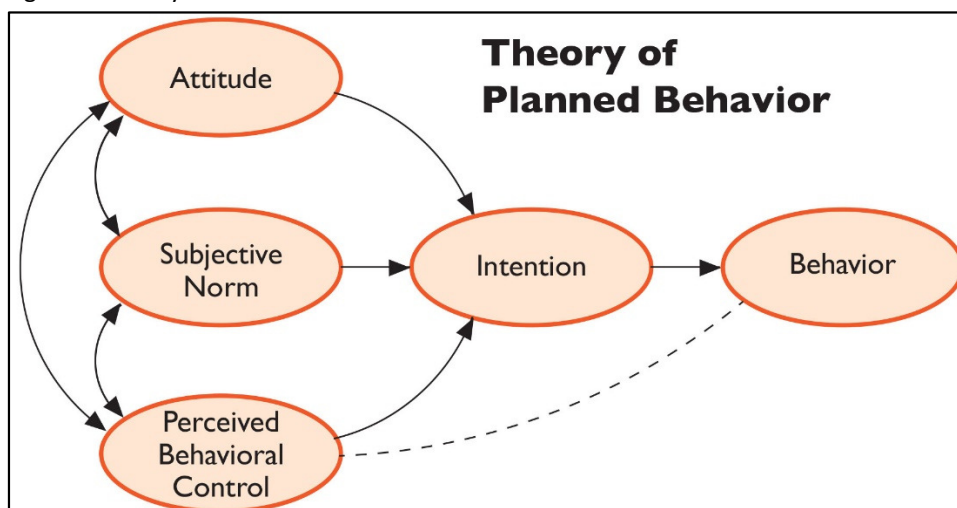 Theory of
Planned Behavior
Attitude
Subjective
Norm
Intention
Behavior
Perceived
Behavioral
Control